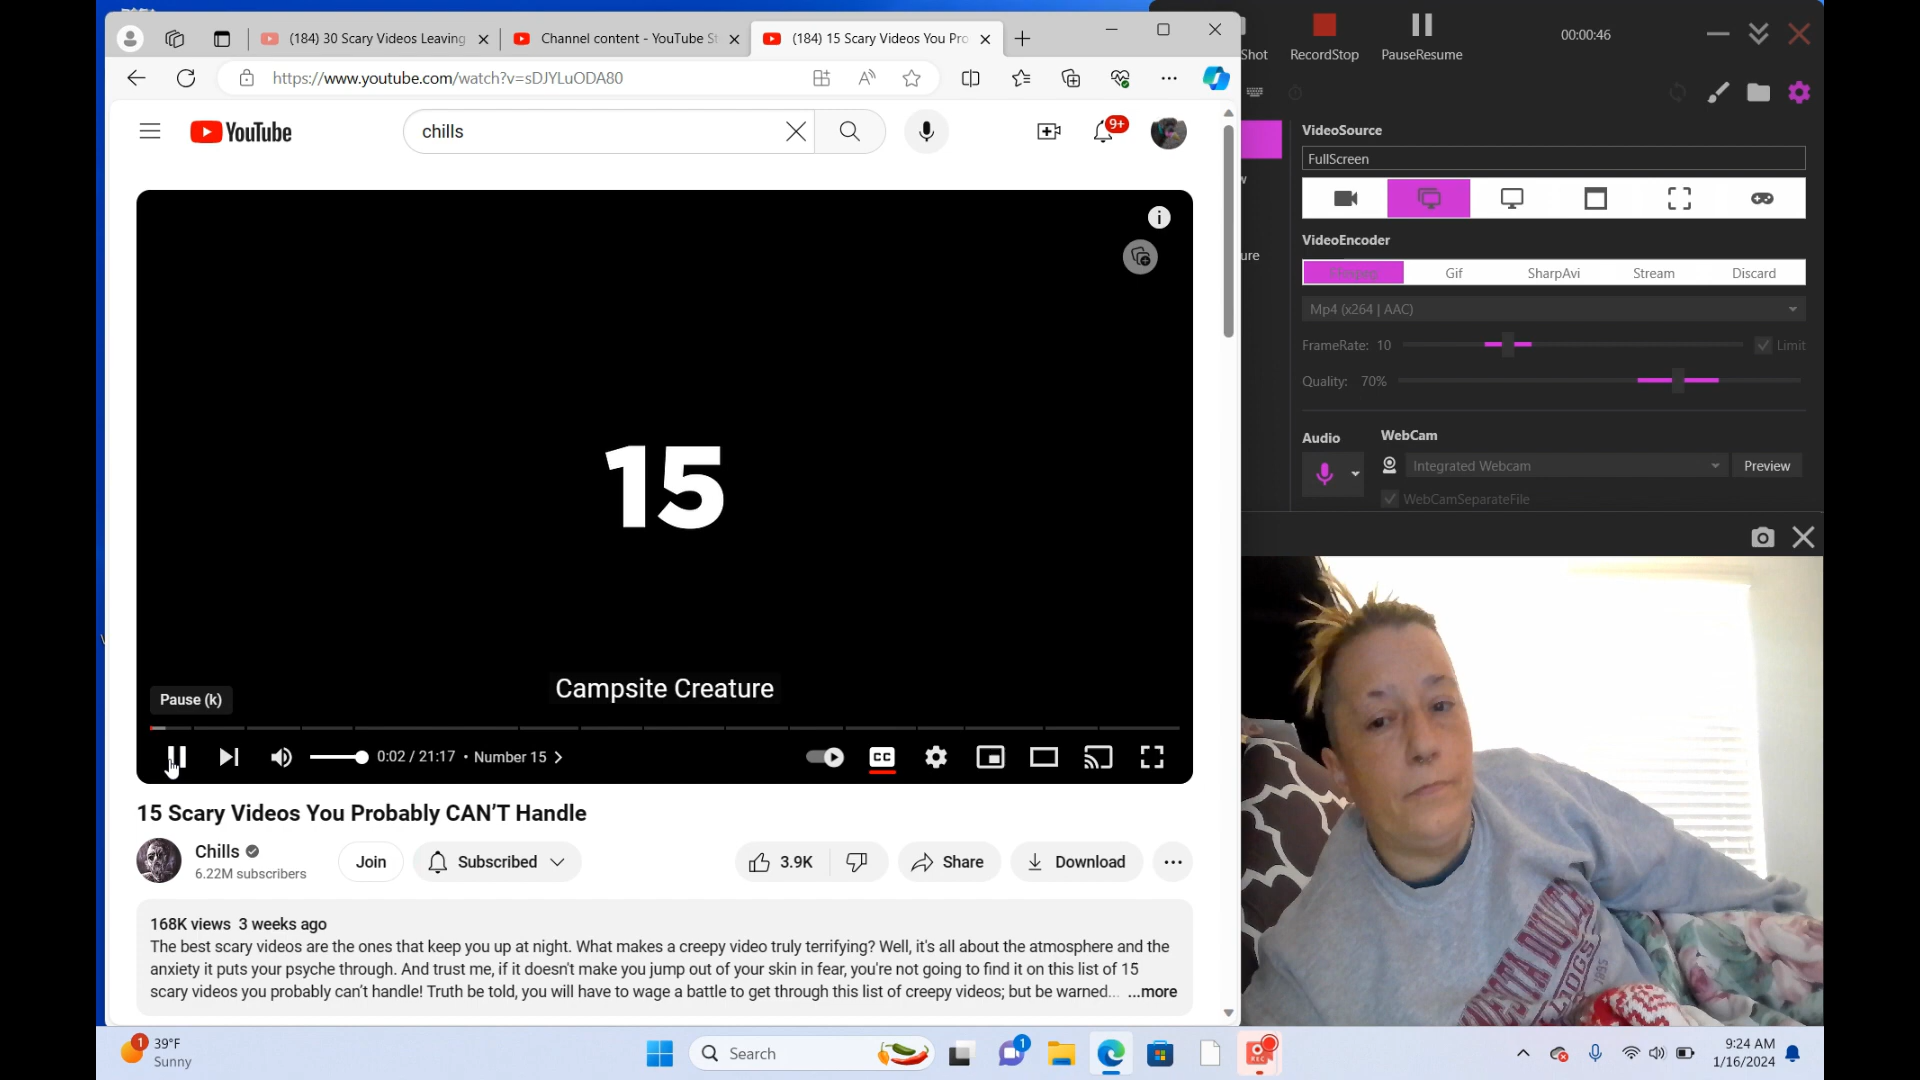 (184) 30 Scary Videos Leaving
Channel content - YouTube St
(184) 15 Scary Videos You Pro
https://www.youtube.com/watch?v=sDJYLuODA80
YouTube
chills
9+
15
Campsite Creature
Pause (k)
0:02 / 21:17 • Number 15
CC
15 Scary Videos You Probably CAN'T Handle
Chills
6.22M subscribers
Join
Subscribed
3.9K
Share
Download
168K views 3 weeks ago
The best scary videos are the ones that keep you up at night. What makes a creepy video truly terrifying? Well, it's all about the atmosphere and the
anxiety it puts your psyche through. And trust me, if it doesn't make you jump out of your skin in fear, you're not going to find it on this list of 15
scary videos you probably can't handle! Truth be told, you will have to wage a battle to get through this list of creepy videos; but be warned... ...more
Shot
RecordStop
PauseResume
00:00:46
w
ure
VideoSource
FullScreen
VideoEncoder
Gif
SharpAvi
Stream
Discard
Mp4 (x264 | AAC)
FrameRate: 10
Limit
Quality: 70%
Audio
WebCam
Integrated Webcam
Preview
WebCamSeparateFile
1895
1
39°F
Sunny
Search
1
REC
9:24 AM
1/16/2024